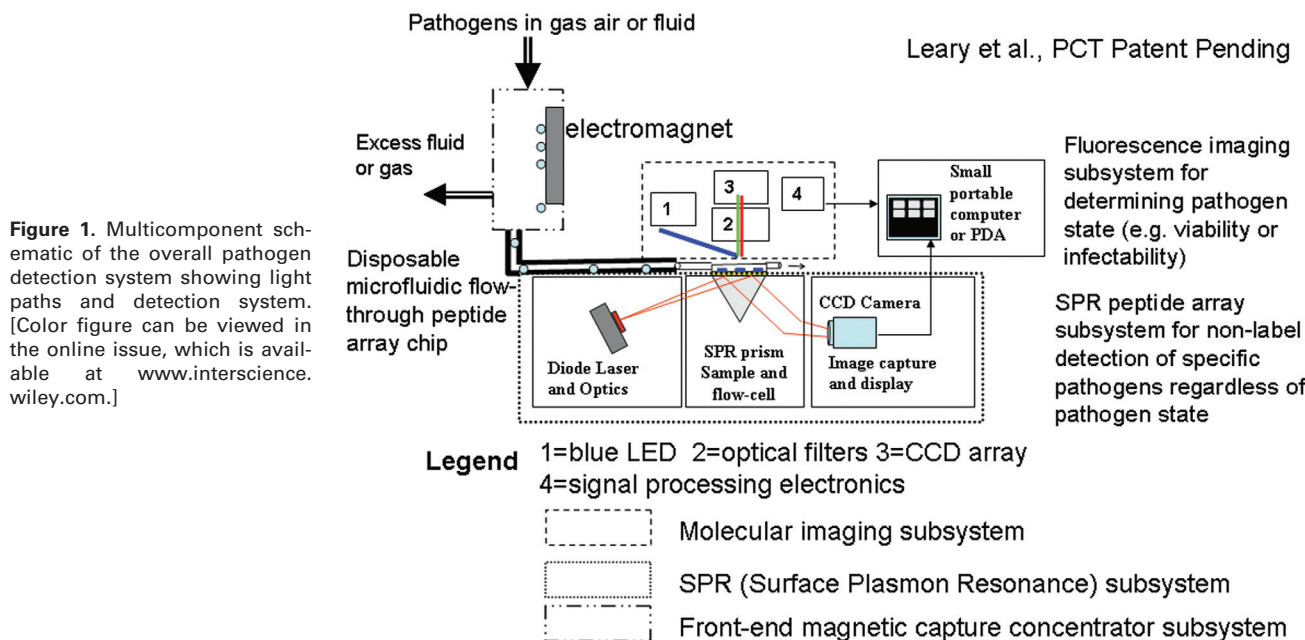 Pathogens in gas air or fluid
Leary et al., PCT Patent Pending
electromagnet
Excess fluid
or gas
3
1
2
4
Small
portable
computer
or PDA
Fluorescence imaging
subsystem for
determining pathogen
state (e.g. viability or
infectability)
Figure 1. Multicomponent sch-
ematic of the overall pathogen
detection system showing light
paths and detection system.
[Color figure can be viewed in
the online issue, which is avail-
able at www.interscience.
wiley.com.]
Disposable
microfluidic flow-
through peptide
array chip
Diode Laser
and Optics
SPR prism
Sample and
flow-cell
CCD Camera
Image capture
and display
SPR peptide array
subsystem for non-label
detection of specific
pathogens regardless of
pathogen state
Legend 1=blue LED 2=optical filters 3=CCD array
4=signal processing electronics
Molecular imaging subsystem
SPR (Surface Plasmon Resonance) subsystem
Front-end magnetic capture concentrator subsystem